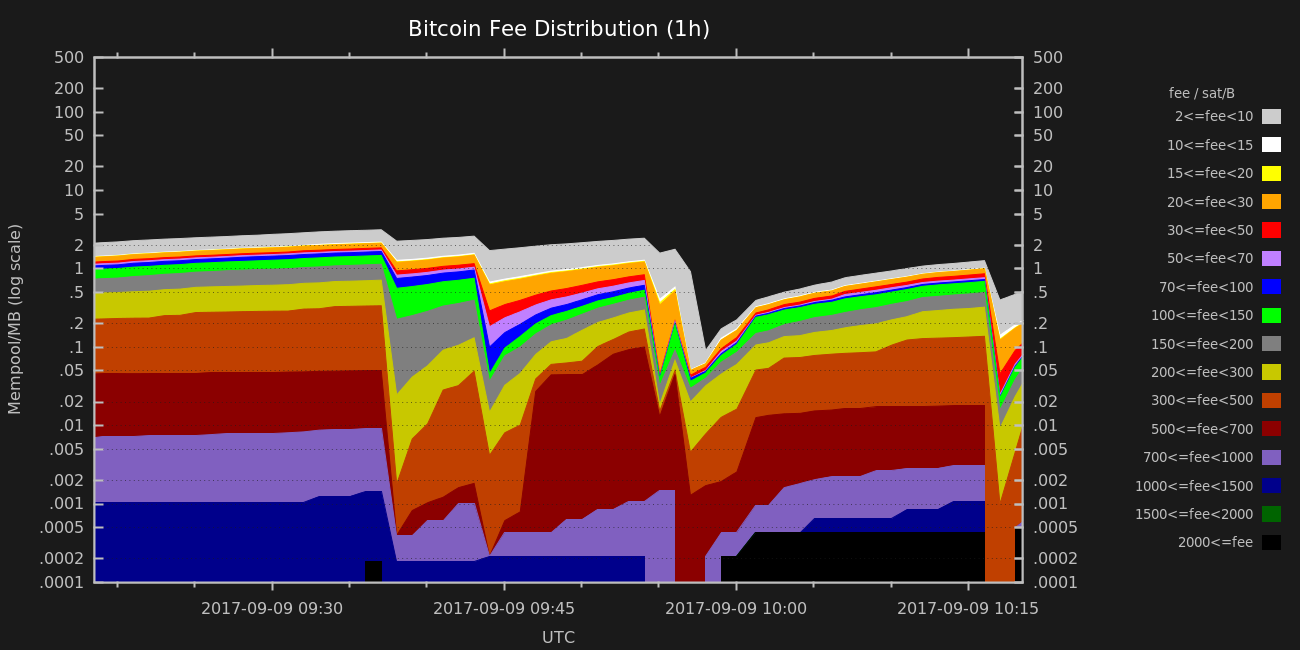 Bitcoin Fee Distribution (1h)
Mempool/MB (log scale)
500
200
100
50
20
10
5
2
1
.5
.2
.1
.05
.02
.01
.005
.002
.001
.0005
.0002
.0001
500
200
100
50
20
10
5
2
1
.5
.2
.1
.05
.02
.01
.005
.002
.001
.0005
.0002
.0001
2017-09-09 09:30
2017-09-09 09:45
2017-09-09 10:00
2017-09-09 10:15
UTC
fee / sat/B
2<=fee<10
10<=fee<15
15<=fee<20
20<=fee<30
30<=fee<50
50<=fee<70
70<=fee<100
100<=fee<150
150<=fee<200
200<=fee<300
300<=fee<500
500<=fee<700
700<=fee<1000
1000<=fee<1500
1500<=fee<2000
2000<=fee